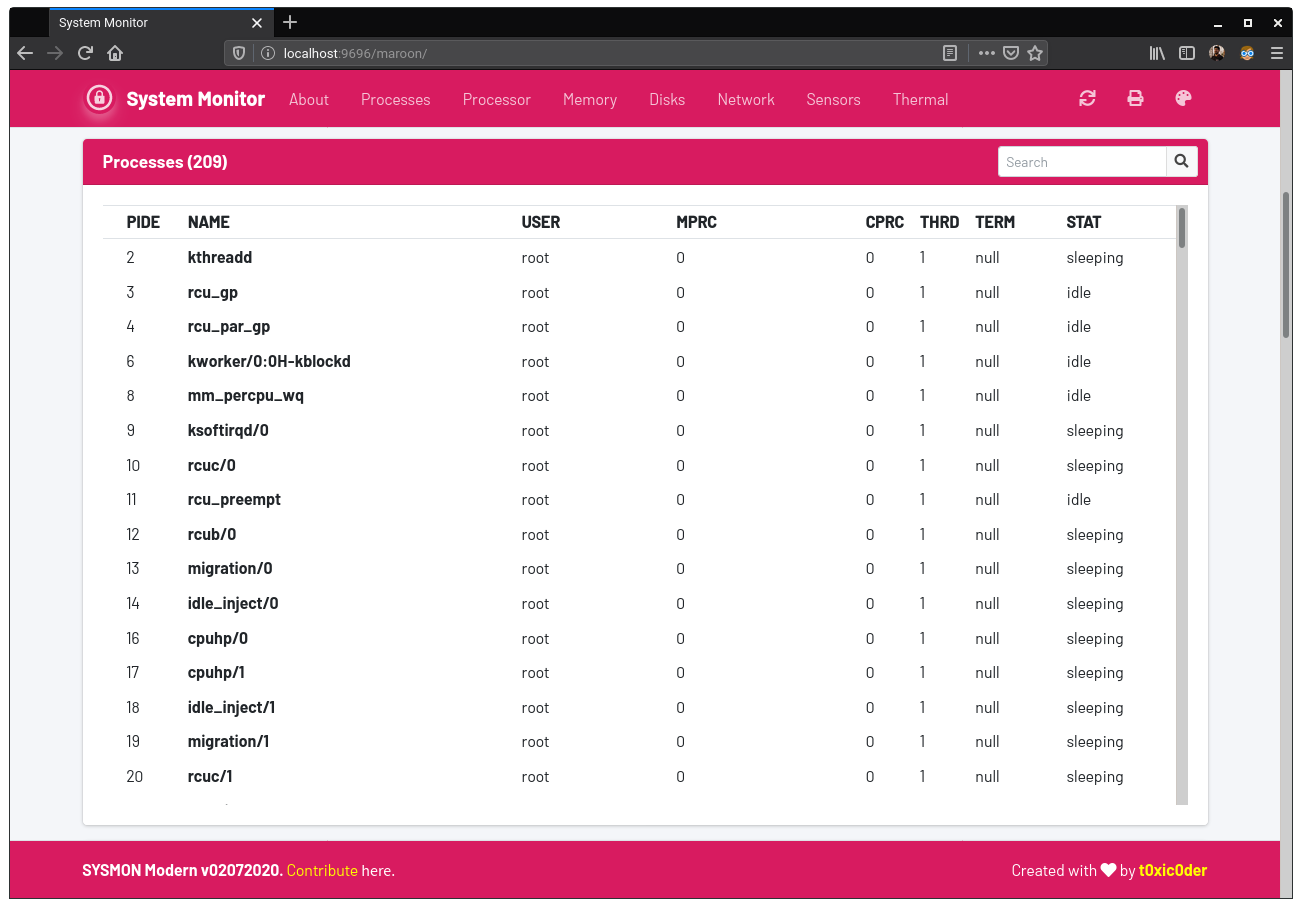 System Monitor
localhost:9696/maroon/
System Monitor About Processes Processor Memory Disks Network Sensors Thermal
Processes (209) Search
PIDE NAME USER MPRC CPRC THRD TERM STAT
2 kthreadd root 0 0 1 null sleeping
3 rcu_gp root 0 0 1 null idle
4 rcu_par_gp root 0 0 1 null idle
6 kworker/0:0H-kblockd root 0 0 1 null idle
8 mm_percpu_wq root 0 0 1 null idle
9 ksoftirqd/0 root 0 0 1 null sleeping
10 rcuc/0 root 0 0 1 null sleeping
11 rcu_preempt root 0 0 1 null idle
12 rcub/0 root 0 0 1 null sleeping
13 migration/0 root 0 0 1 null sleeping
14 idle_inject/0 root 0 0 1 null sleeping
16 cpuhp/0 root 0 0 1 null sleeping
17 cpuhp/1 root 0 0 1 null sleeping
18 idle_inject/1 root 0 0 1 null sleeping
19 migration/1 root 0 0 1 null sleeping
20 rcuc/1 root 0 0 1 null sleeping
SYSMON Modern v02072020. Contribute here. Created with ❤ by t0xic0der